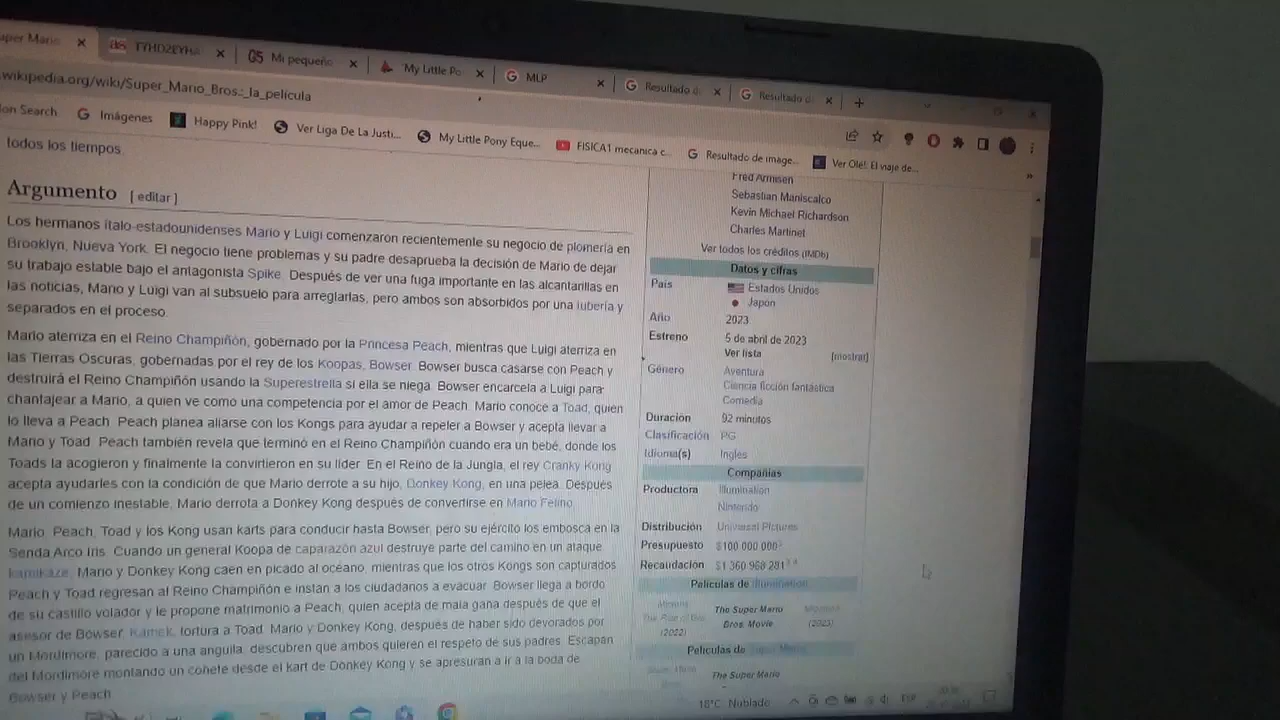 uper Mario
TYHD2EYHA
G5 Mi pequeño
My Little Po
MLP
Resultado d
Resultado d
.wikipedia.org/wiki/Super_Mario_Bros.:_la_película
ion Search
Imágenes
Happy Pink!
Ver Liga De La Justi...
My Little Pony Eque...
FISICA1 mecanica c...
Resultado de image...
Ver Olé!, El viaje de...
»
todos los tiempos.
Argumento [ editar ]
Los hermanos ítalo-estadounidenses Mario y Luigi comenzaron recientemente su negocio de plomería en
Brooklyn, Nueva York. El negocio tiene problemas y su padre desaprueba la decisión de Mario de dejar
su trabajo estable bajo el antagonista Spike. Después de ver una fuga importante en las alcantarillas en
las noticias, Mario y Luigi van al subsuelo para arreglarlas, pero ambos son absorbidos por una tubería y
separados en el proceso.
Mario aterriza en el Reino Champiñón, gobernado por la Princesa Peach, mientras que Luigi aterriza en
las Tierras Oscuras, gobernadas por el rey de los Koopas, Bowser. Bowser busca casarse con Peach y
destruirá el Reino Champiñón usando la Superestrella si ella se niega. Bowser encarcela a Luigi para
chantajear a Mario, a quien ve como una competencia por el amor de Peach. Mario conoce a Toad, quien
lo lleva a Peach. Peach planea aliarse con los Kongs para ayudar a repeler a Bowser y acepta llevar a
Mario y Toad. Peach también revela que terminó en el Reino Champiñón cuando era un bebé, donde los
Toads la acogieron y finalmente la convirtieron en su líder. En el Reino de la Jungla, el rey Cranky Kong
acepta ayudarles con la condición de que Mario derrote a su hijo, Donkey Kong, en una pelea. Después
de un comienzo inestable, Mario derrota a Donkey Kong después de convertirse en Mario Felino.
Mario, Peach, Toad y los Kong usan karts para conducir hasta Bowser, pero su ejército los embosca en la
Senda Arco Iris. Cuando un general Koopa de caparazón azul destruye parte del camino en un ataque
kamikaze, Mario y Donkey Kong caen en picado al océano, mientras que los otros Kongs son capturados.
Peach y Toad regresan al Reino Champiñón e instan a los ciudadanos a evacuar. Bowser llega a bordo
de su castillo volador y le propone matrimonio a Peach, quien acepta de mala gana después de que el
asesor de Bowser, Kamek, tortura a Toad. Mario y Donkey Kong, después de haber sido devorados por
un Mordimore, parecido a una anguila, descubren que ambos quieren el respeto de sus padres. Escapan
del Mordimore montando un cohete desde el kart de Donkey Kong y se apresuran a ir a la boda de
Bowser y Peach.
Fred Armisen
Sebastian Maniscalco
Kevin Michael Richardson
Charles Martinet
Ver todos los créditos (IMDb)
Datos y cifras
País Estados Unidos
Japón
Año 2023
Estreno 5 de abril de 2023
Ver lista [mostrar]
Género Aventura
Ciencia ficción fantástica
Comedia
Duración 92 minutos
Clasificación PG
Idioma(s) Inglés
Compañías
Productora Illumination
Nintendo
Distribución Universal Pictures
Presupuesto $100 000 000
Recaudación $1 360 968 281
Películas de Illumination
Minions: The Super Mario Migration
The Rise of Gru Bros. Movie (2023)
(2022)
Películas de Super Mario
Super Mario The Super Mario
18°C Nublado
ESP